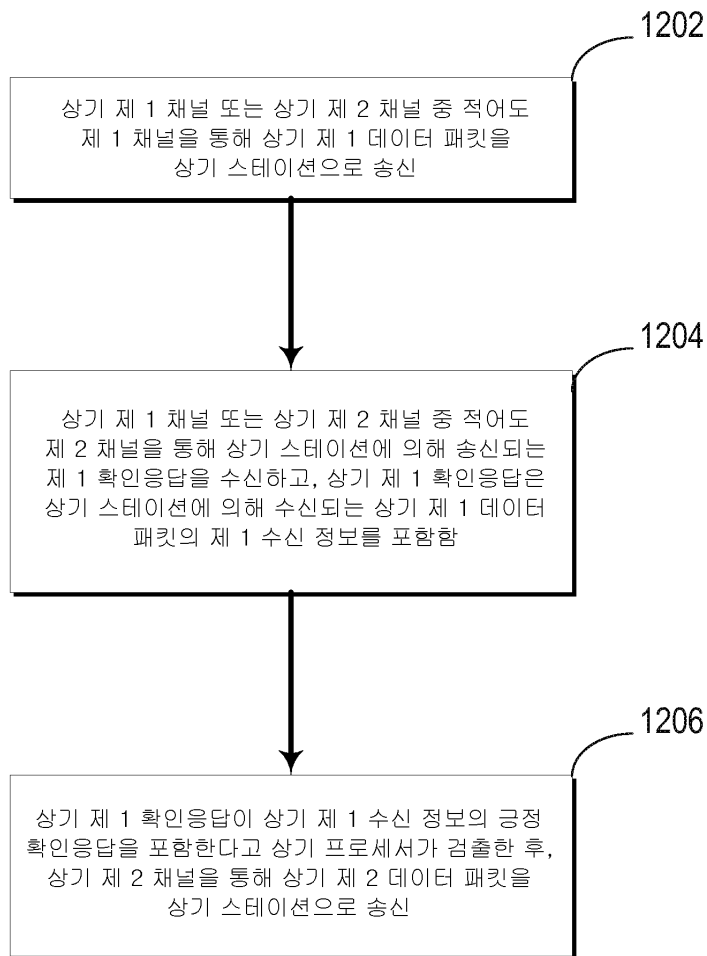 1202
상기 제 1 채널 또는 상기 제 2 채널 중 적어도
제 1 채널을 통해 상기 제 1 데이터 패킷을
상기 스테이션으로 송신
1204
상기 제 1 채널 또는 상기 제 2 채널 중 적어도
제 2 채널을 통해 상기 스테이션에 의해 송신되는
제 1 확인응답을 수신하고, 상기 제 1 확인응답은
상기 스테이션에 의해 수신되는 상기 제 1 데이터
패킷의 제 1 수신 정보를 포함함
1206
상기 제 1 확인응답이 상기 제 1 수신 정보의 긍정
확인응답을 포함한다고 상기 프로세서가 검출한 후,
상기 제 2 채널을 통해 상기 제 2 데이터 패킷을
상기 스테이션으로 송신